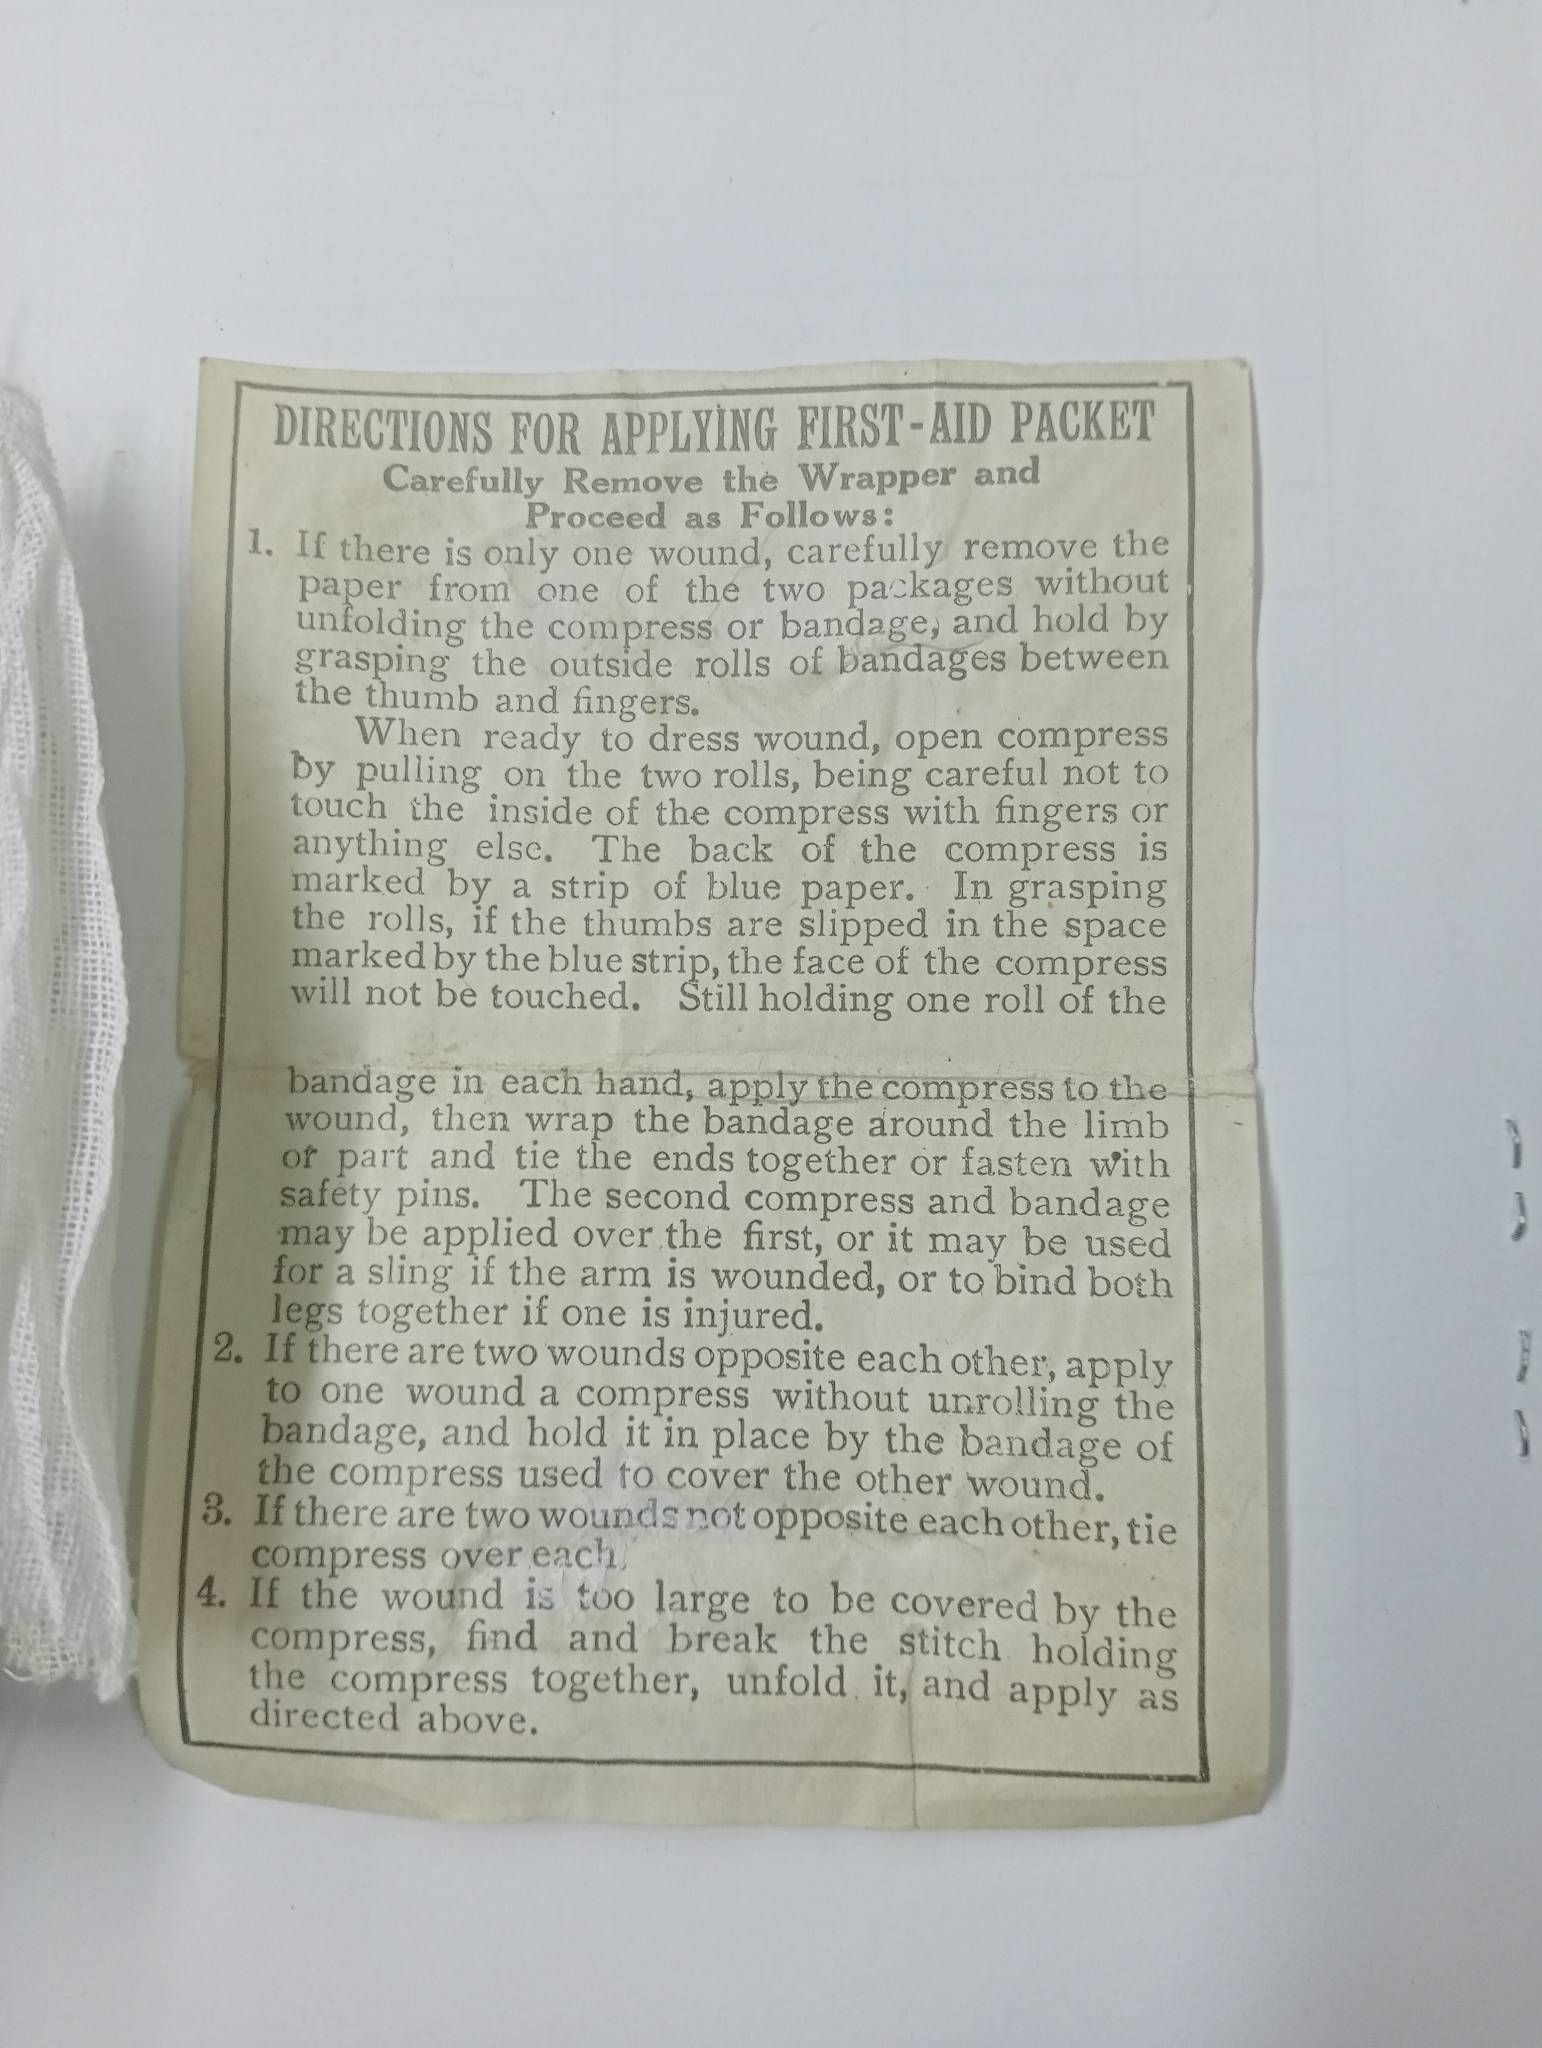 DIRECTIONS FOR APPLYING FIRST-AID PACKET
Carefully Remove the Wrapper and
Proceed as Follows:
1. If there is only one wound, carefully remove the
paper from one of the two packages without
unfolding the compress or bandage, and hold by
grasping the outside rolls of bandages between
the thumb and fingers.
When ready to dress wound, open compress
by pulling on the two rolls, being careful not to
touch the inside of the compress with fingers or
anything else. The back of the compress is
marked by a strip of blue paper. In grasping
the rolls, if the thumbs are slipped in the space
marked by the blue strip, the face of the compress
will not be touched. Still holding one roll of the
bandage in each hand, apply the compress to the
wound, then wrap the bandage around the limb
or part and tie the ends together or fasten with
safety pins. The second compress and bandage
may be applied over the first, or it may be used
for a sling if the arm is wounded, or to bind both
legs together if one is injured.
2. If there are two wounds opposite each other, apply
to one wound a compress without unrolling the
bandage, and hold it in place by the bandage of
the compress used to cover the other wound.
3. If there are two wounds not opposite each other, tie
compress over each.
4. If the wound is too large to be covered by the
compress, find and break the stitch holding
the compress together, unfold it, and apply as
directed above.